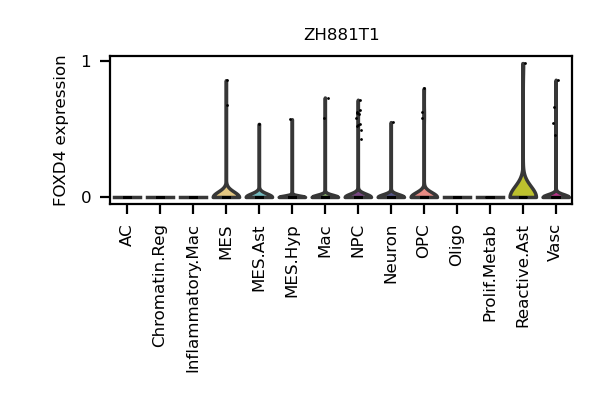 ZH881T1
FOXD4 expression
1
0
AC
Chromatin.Reg
Inflammatory.Mac
MES
MES.Ast
MES.Hyp
Mac
NPC
Neuron
OPC
Oligo
Prolif.Metab
Reactive.Ast
Vasc